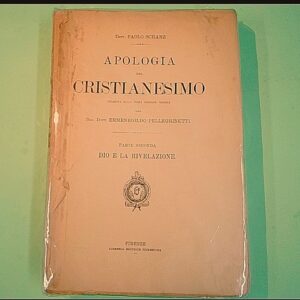 Dott. PAOLO SCHANZ
APOLOGIA
DEL
CRISTIANESIMO
DAL
Sac. Dott. ERMENEGILDO PELLEGRINETTI
PARTE SECONDA
DIO E LA RIVELAZIONE
FIRENZE
LIBRERIA EDITRICE FIORENTINA